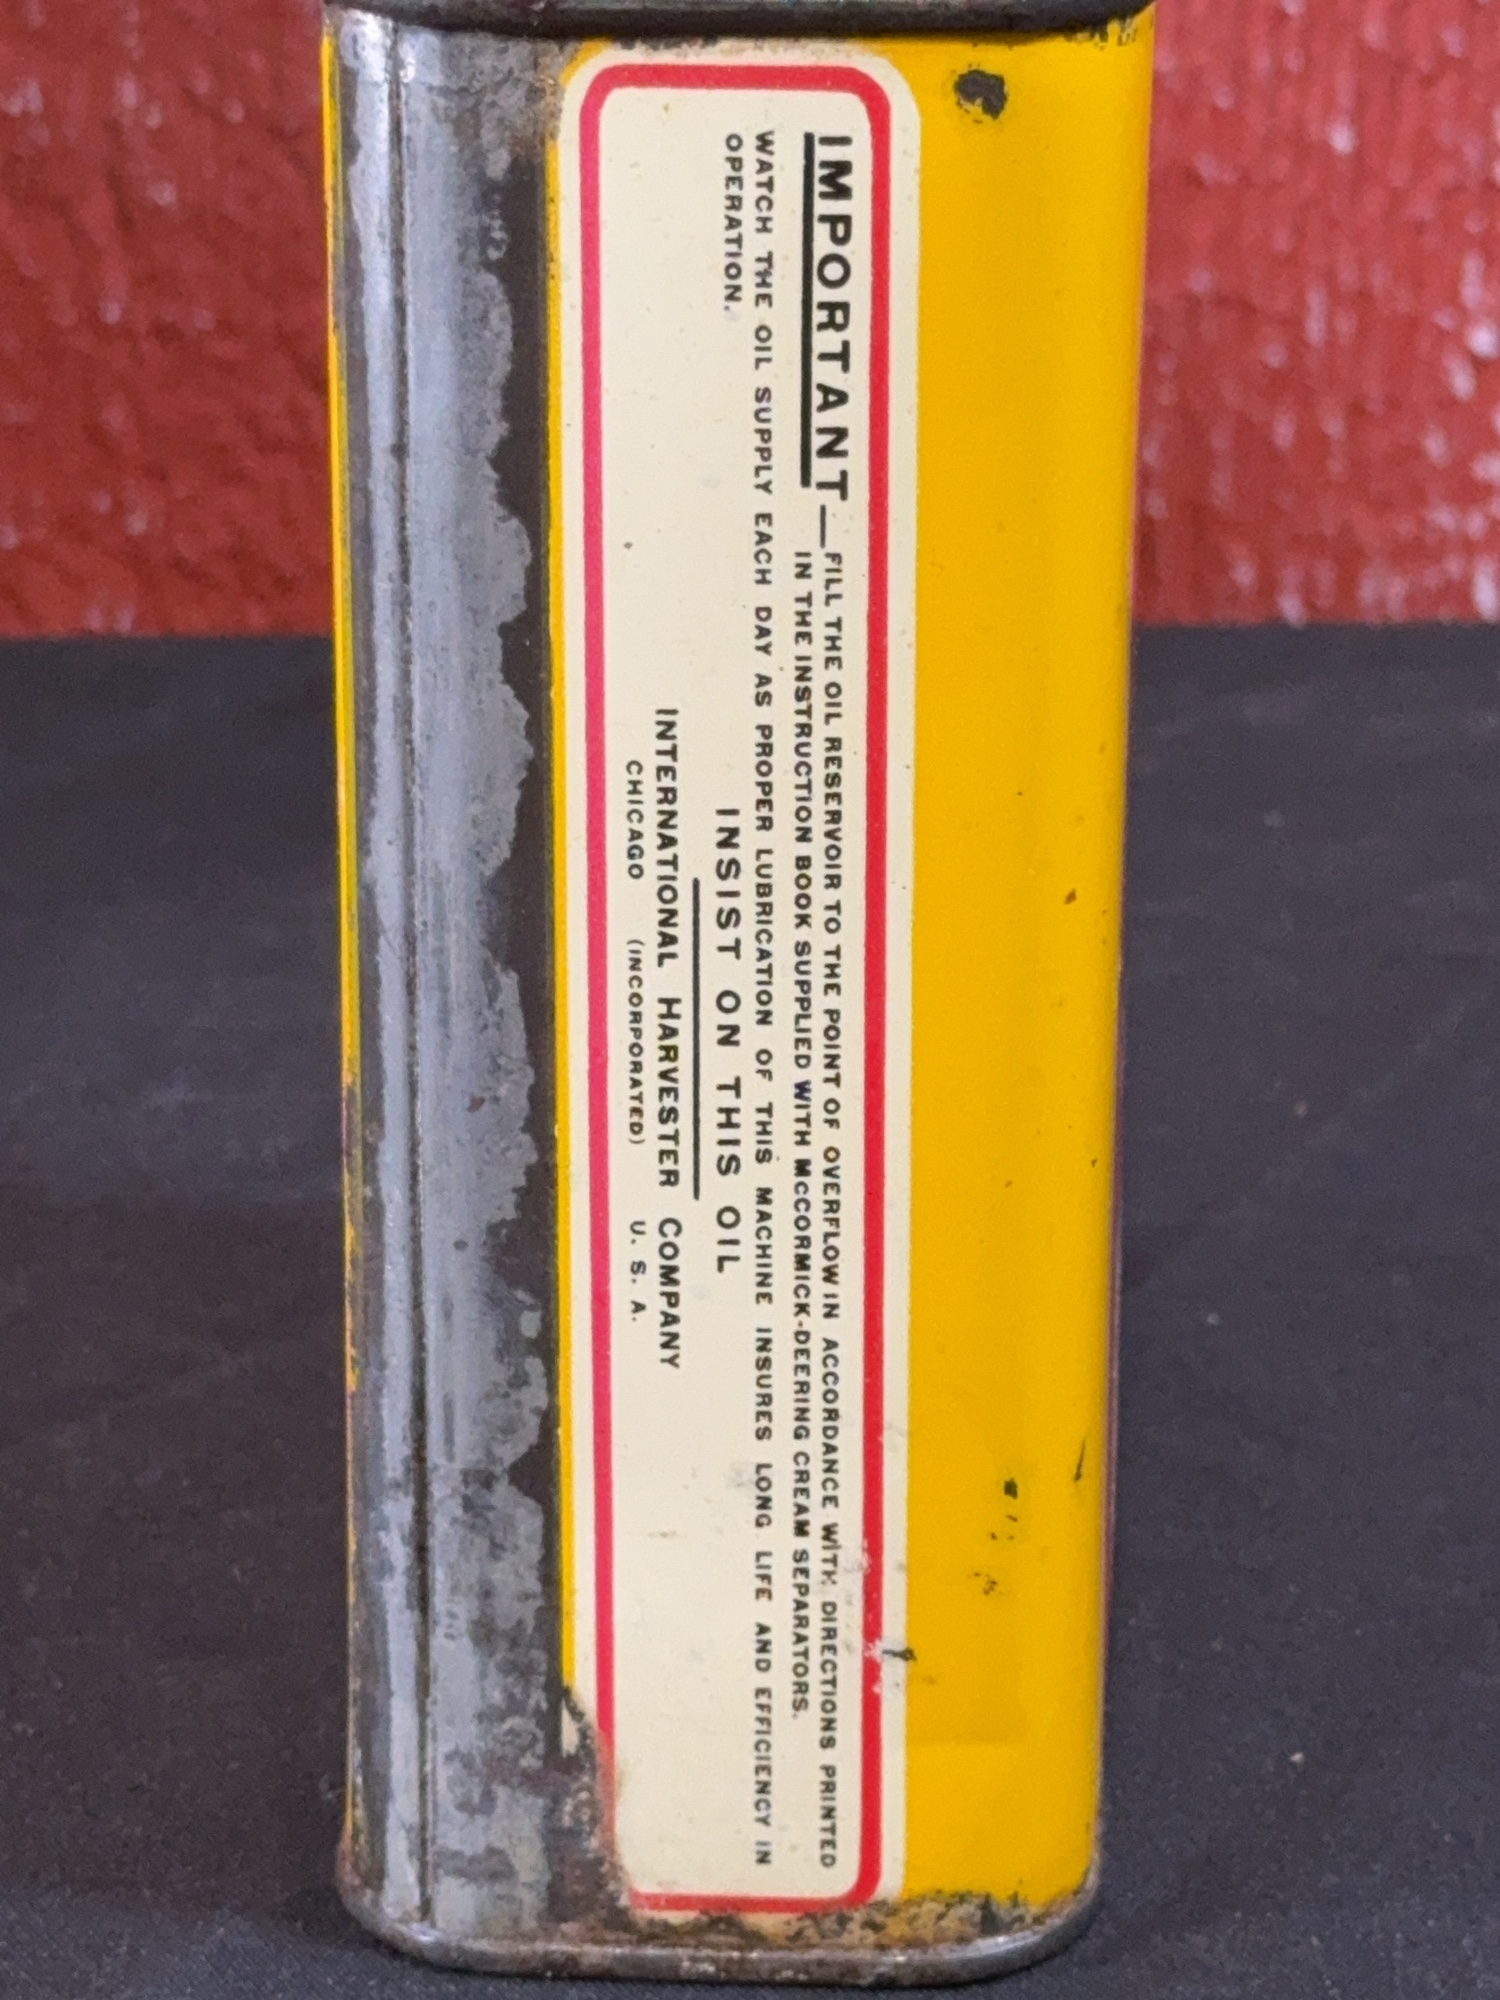 IMPORTANT—FILL THE OIL RESERVOIR TO THE POINT OF OVERFLOW IN ACCORDANCE WITH DIRECTIONS PRINTED
IN THE INSTRUCTION BOOK SUPPLIED WITH MCCORMICK-DEERING CREAM SEPARATORS.
WATCH THE OIL SUPPLY EACH DAY AS PROPER LUBRICATION OF THIS MACHINE INSURES LONG LIFE AND EFFICIENCY IN
OPERATION.
INSIST ON THIS OIL
INTERNATIONAL HARVESTER COMPANY
CHICAGO (INCORPORATED) U. S. A.